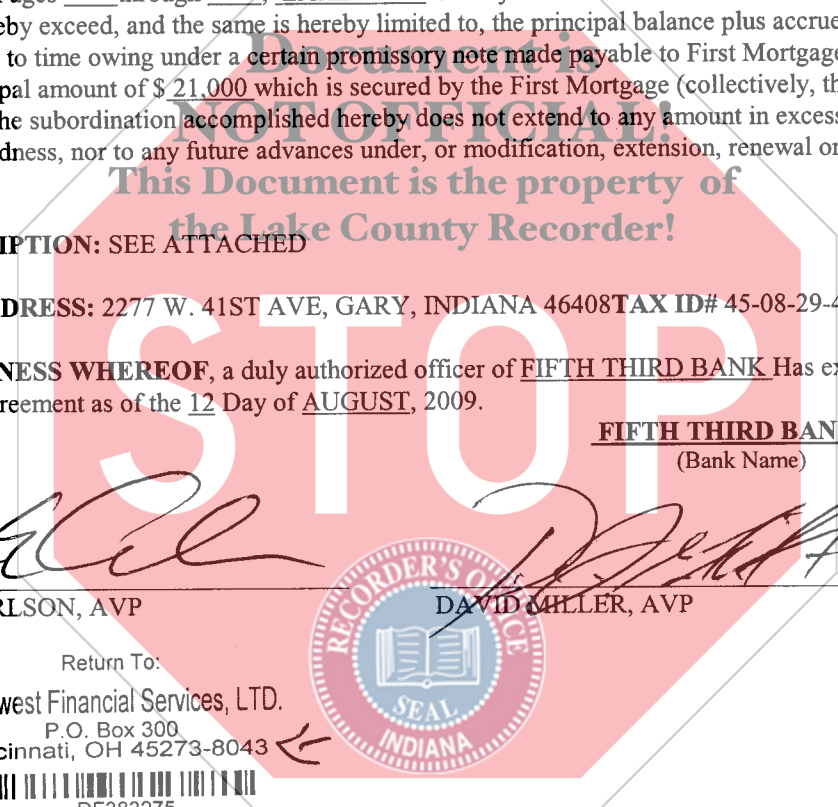 through
eby exceed, and the same is hereby limited to, the principal balance plus accrue
to time owing under a certain promissory note made payable to First Mortgage
pal amount of $ 21,000 which is secured by the First Mortgage (collectively, th
he subordination accomplished hereby does not extend to any amount in excess
dness, nor to any future advances under, or modification, extension, renewal or
Document is
NOT OFFICIAL!
This Document is the property of
the Lake County Recorder!
IPTION: SEE ATTACHED
DRESS: 2277 W. 41ST AVE, GARY, INDIANA 46408TAX ID# 45-08-29-4
NESS WHEREOF, a duly authorized officer of FIFTH THIRD BANK Has ex
reement as of the 12 Day of AUGUST, 2009.
STOP
FIFTH THIRD BAN
(Bank Name)
RLSON, AVP
DAVID MILLER, AVP
RECORDER'S OFFICE
SEAL
INDIANA
Return To:
west Financial Services, LTD.
P.O. Box 300
cinnati, OH 45273-8043